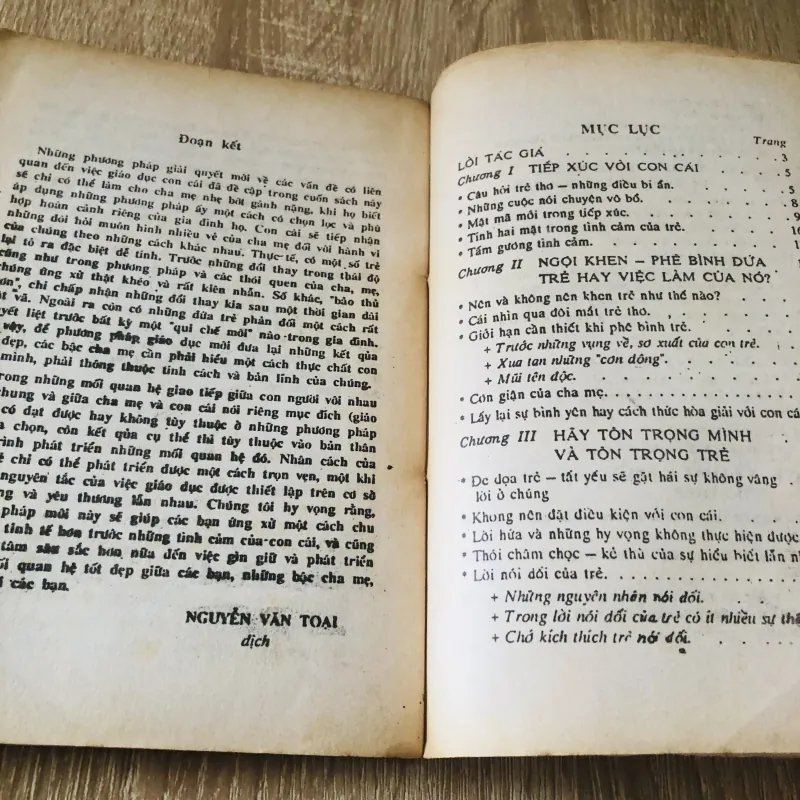 Đoạn kết
Những phương pháp giải quyết mới về các vấn đề có liên
quan đến việc giáo dục con cái đã đề cập trong cuốn sách này
sẽ chỉ có thể làm cho cha mẹ nhẹ bớt gánh nặng, khi họ biết
áp dụng những phương pháp ấy một cách có chọn lọc và phù
hợp hoàn cảnh riêng của gia đình họ. Con cái sẽ tiếp nhận
những đòi hỏi muôn hình nhiều vẻ của cha mẹ đối với hành vi
của chúng theo những cách khác nhau. Thực tế, có một số trẻ
lại tỏ ra đặc biệt dễ tính. Trước những đổi thay trong thái độ
cũng như trong phương pháp và các thói quen của cha, mẹ,
chúng ứng xử thật khéo và rất kiên nhẫn. Số khác, "bảo thủ
ơn", chỉ chấp nhận những đổi thay kia sau một thời gian dài
ật vã. Ngoài ra còn có những đứa trẻ phản đối một cách rất
yết liệt trước bất kỳ một "qui chế mới" nào trong gia đình.
vậy, để phương pháp giáo dục mới đưa lại những kết quả
đẹp, các bậc cha mẹ cần phải hiểu một cách thực chất con
mình, phải thông thuộc tính cách và bản lĩnh của chúng.
rong những mối quan hệ giao tiếp giữa con người với nhau
chung và giữa cha mẹ và con cái nói riêng mục đích (giáo
có đạt được hay không tùy thuộc ở những phương pháp
a chọn, còn kết qủa cụ thể thì tùy thuộc vào bản thân
rình phát triển những mối quan hệ đó. Nhân cách của
ẻ chỉ có thể phát triển được một cách trọn vẹn, một khi
nguyên tắc của việc giáo dục được thiết lập trên cơ sở
ng và yêu thương lẫn nhau. Chúng tôi hy vọng rằng,
pháp mới này sẽ giúp các bạn ứng xử một cách chu
tinh tế hơn trước những tình cảm của con cái, và cũng
tâm sâu sắc hơn nữa đến việc gìn giữ và phát triển
ối quan hệ tốt đẹp giữa các bạn, những bậc cha mẹ,
i các bạn.
NGUYỄN VĂN TOẠI
dịch
MỤC LỤC
Trang
LỜI TÁC GIẢ 3
Chương I TIẾP XÚC VỚI CON CÁI 5
* Câu hỏi trẻ thơ – những điều bí ẩn. 5
* Những cuộc nói chuyện vô bổ. 8
* Mật mã mới trong tiếp xúc. 9
* Tính hai mặt trong tình cảm của trẻ. 16
* Tấm gương tình cảm.
Chương II NGỢI KHEN – PHÊ BÌNH ĐỨA
TRẺ HAY VIỆC LÀM CỦA NÓ?
* Nên và không nên khen trẻ như thế nào?
* Cái nhìn qua đôi mắt trẻ thơ.
* Giới hạn cần thiết khi phê bình trẻ.
+ Trước những vụng về, sơ xuất của con trẻ.
+ Xua tan những "cơn dông".
+ Mũi tên độc.
* Cơn giận của cha mẹ.
* Lấy lại sự bình yên hay cách thức hòa giải với con cá
Chương III HÃY TÔN TRỌNG MÌNH
VÀ TÔN TRỌNG TRẺ
* Đe dọa trẻ – tất yếu sẽ gặt hái sự không vâng
lời ở chúng
* Khong nên đặt điều kiện với con cái.
* Lời hứa và những hy vọng không thực hiện được
* Thói châm chọc – kẻ thù của sự hiểu biết lẫn nh
* Lời nói dối của trẻ.
+ Những nguyên nhân nói dối.
+ Trong lời nói dối của trẻ có ít nhiều sự thậ
+ Chớ kích thích trẻ nói dối.